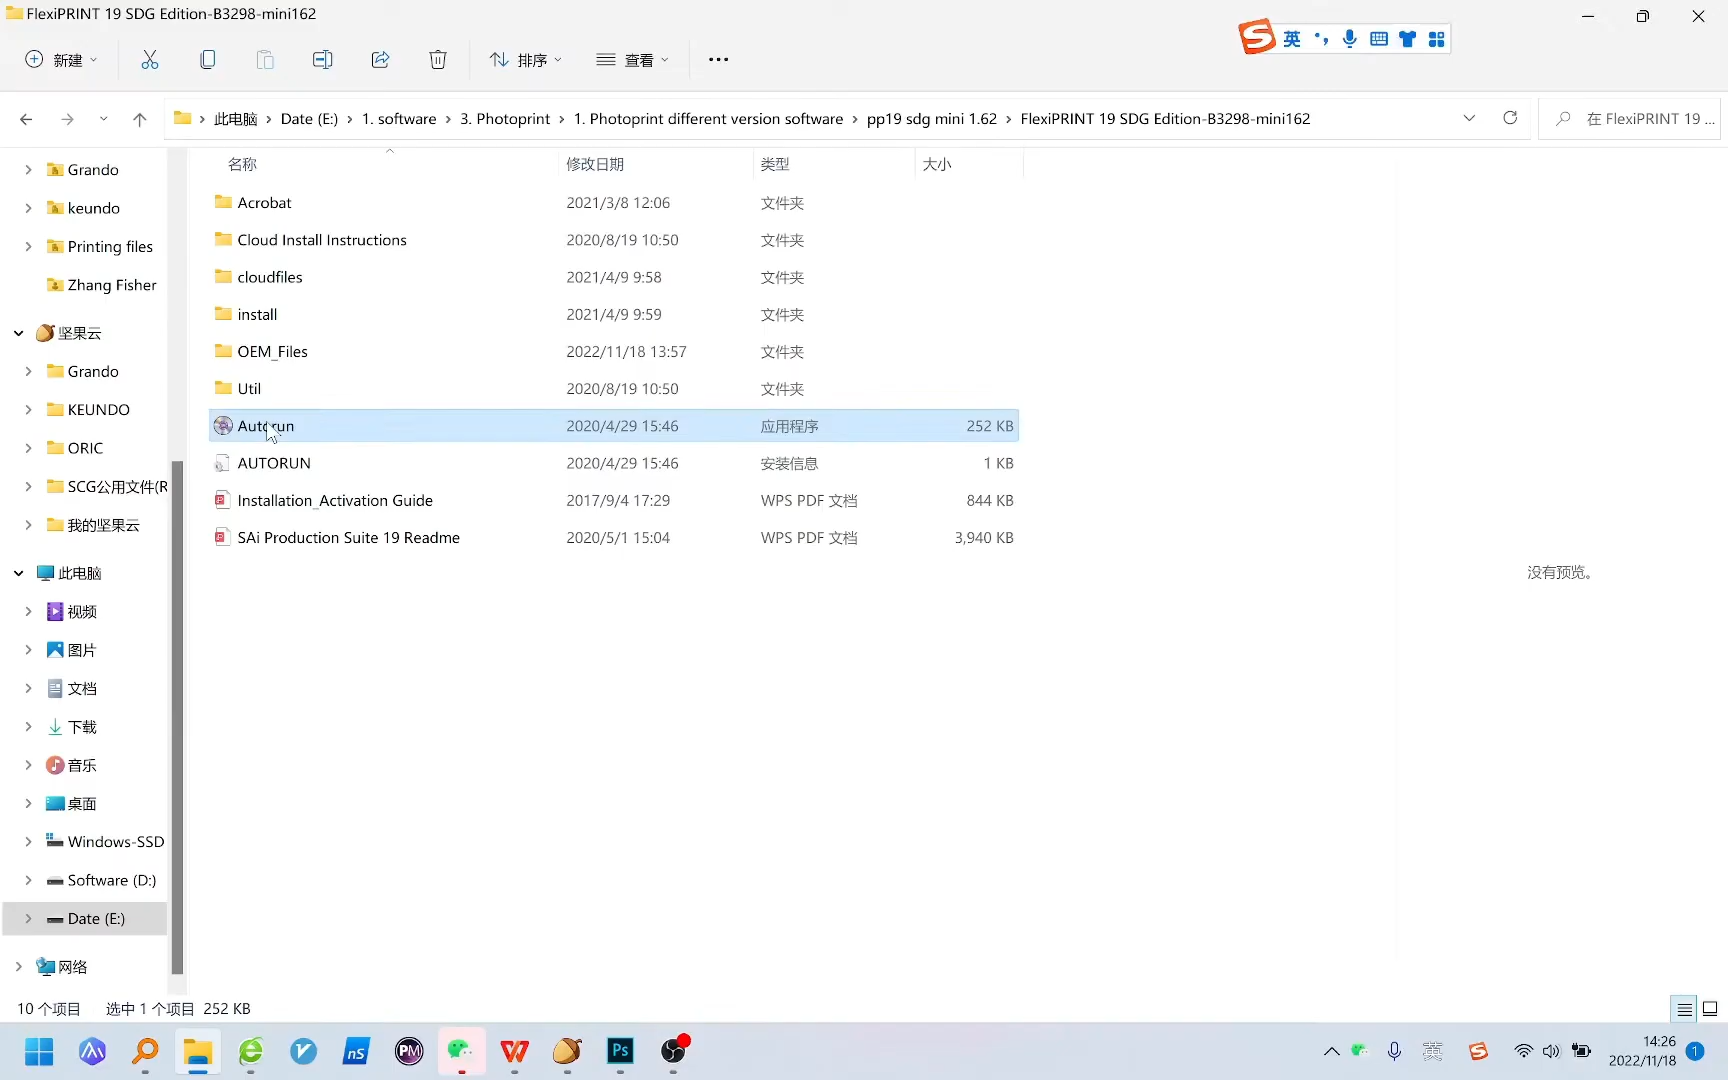 FlexiPRINT 19 SDG Edition-B3298-mini162
新建
排序
查看
英
此电脑 Date (E:) 1. software 3. Photoprint 1. Photoprint different version software pp19 sdg mini 1.62 FlexiPRINT 19 SDG Edition-B3298-mini162
在 FlexiPRINT 19 ...
Grando
keundo
Printing files
Zhang Fisher
坚果云
Grando
KEUNDO
ORIC
SCG公用文件(R
我的坚果云
此电脑
视频
图片
文档
下载
音乐
桌面
Windows-SSD
Software (D:)
Date (E:)
网络
名称 修改日期 类型 大小
Acrobat 2021/3/8 12:06 文件夹
Cloud Install Instructions 2020/8/19 10:50 文件夹
cloudfiles 2021/4/9 9:58 文件夹
install 2021/4/9 9:59 文件夹
OEM_Files 2022/11/18 13:57 文件夹
Util 2020/8/19 10:50 文件夹
Autorun 2020/4/29 15:46 应用程序 252 KB
AUTORUN 2020/4/29 15:46 安装信息 1 KB
Installation_Activation Guide 2017/9/4 17:29 WPS PDF 文档 844 KB
SAi Production Suite 19 Readme 2020/5/1 15:04 WPS PDF 文档 3,940 KB
没有预览。
10 个项目 选中 1 个项目 252 KB
nS
PM
Ps
英
14:26
2022/11/18
1